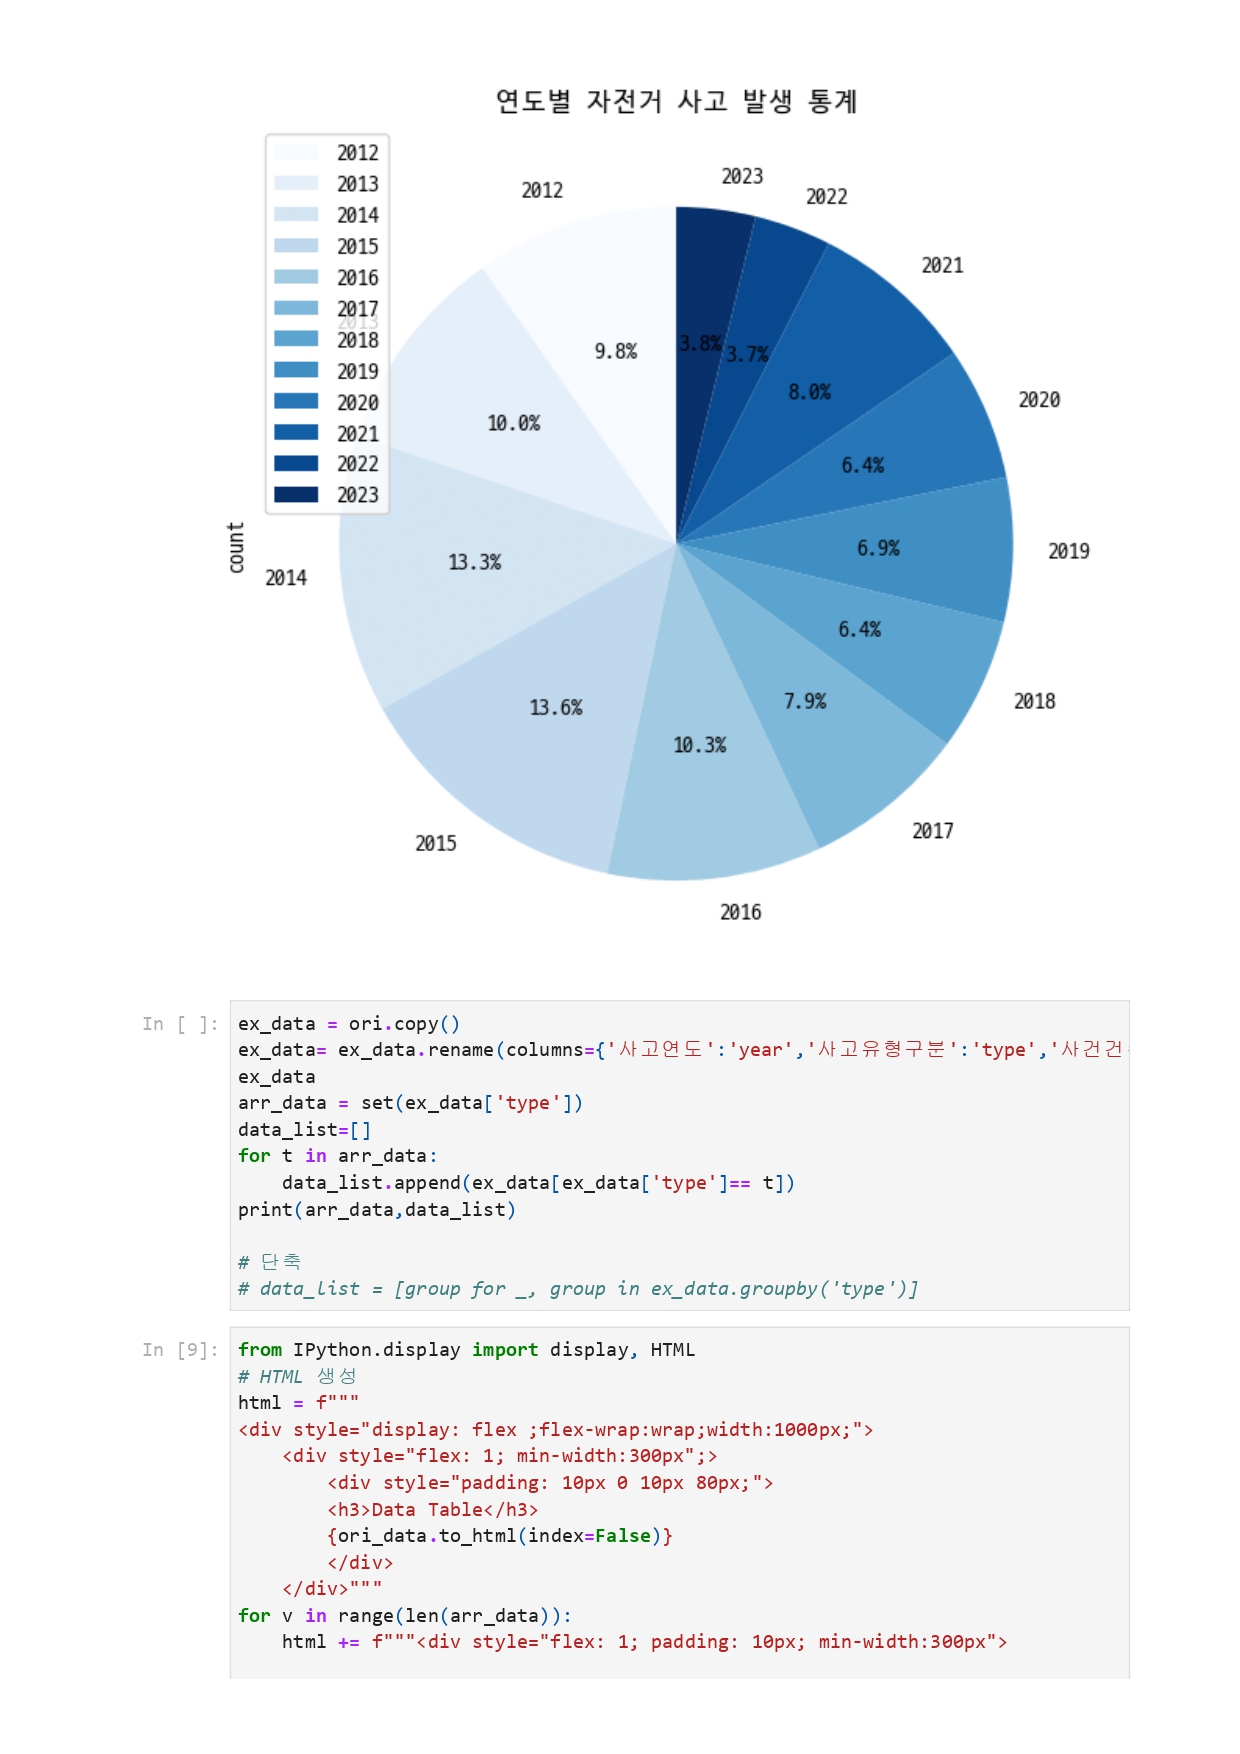 연도별 자전거 사고 발생 통계
2012
2013
2014
2015
2016
2017
2013
2018
2019
2020
2021
2022
2023
count
2012
2023
2022
2021
2020
2019
2018
2017
2016
2015
2014
9.8%
3.8%
3.7%
8.0%
10.0%
6.4%
6.9%
13.3%
6.4%
7.9%
13.6%
10.3%
In [ ]:
ex_data = ori.copy()
ex_data= ex_data.rename(columns={'사고연도':'year','사고유형구분':'type','사건건
ex_data
arr_data = set(ex_data['type'])
data_list=[]
for t in arr_data:
    data_list.append(ex_data[ex_data['type']== t])
print(arr_data,data_list)
# 단축
# data_list = [group for _, group in ex_data.groupby('type')]
In [9]:
from IPython.display import display, HTML
# HTML 생성
html = f"""
<div style="display: flex ;flex-wrap:wrap;width:1000px;">
    <div style="flex: 1; min-width:300px";>
        <div style="padding: 10px 0 10px 80px;">
        <h3>Data Table</h3>
        {ori_data.to_html(index=False)}
        </div>
    </div>"""
for v in range(len(arr_data)):
    html += f"""<div style="flex: 1; padding: 10px; min-width:300px">